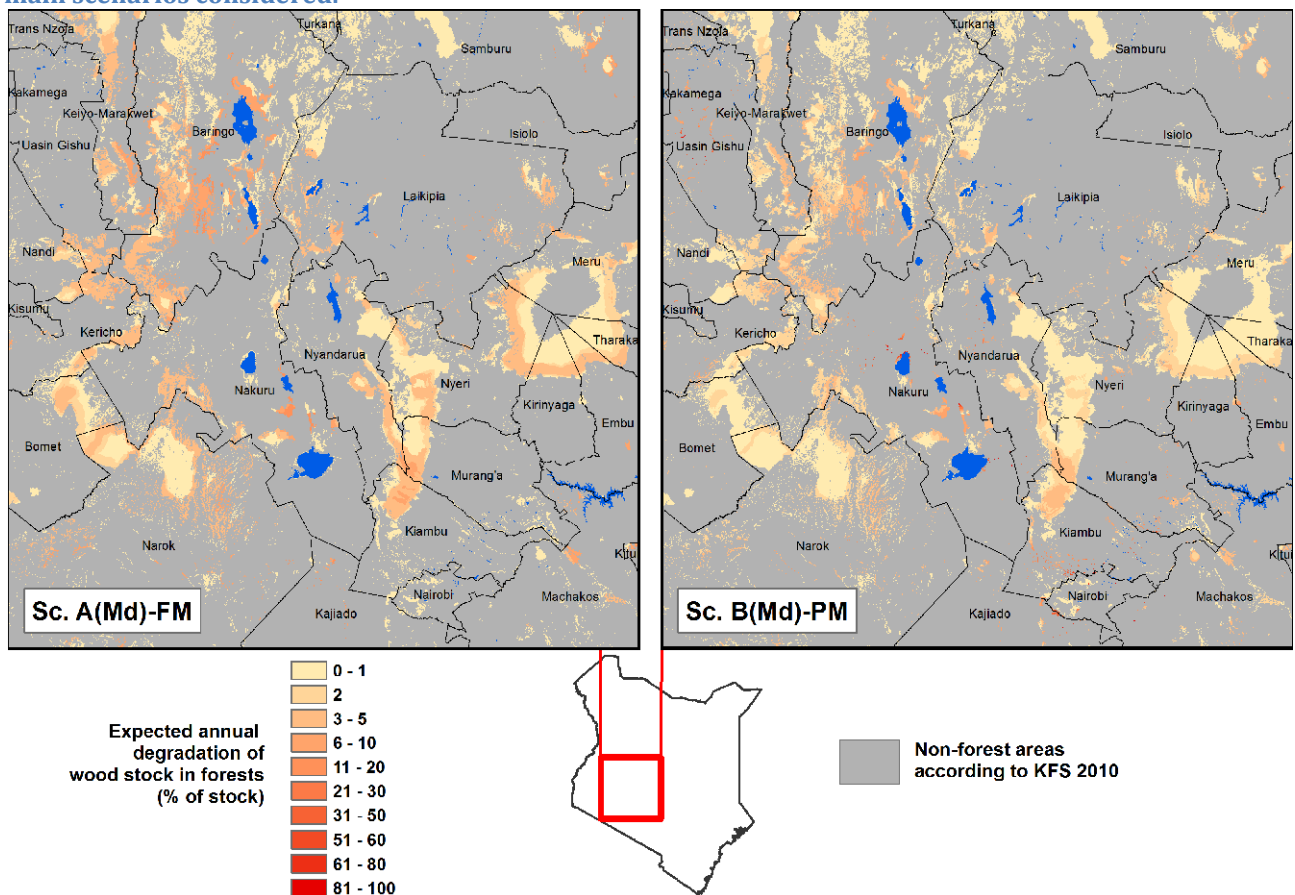 main scenarios considered.
Trans Nzoia
Turkana
Samburu
Kakamega
Keiyo-Marakwet
Baringo
Isiolo
Uasin Gishu
Laikipia
Nandi
Meru
Kisumu
Kericho
Tharaka
Nyandarua
Nakuru
Nyeri
Kirinyaga
Embu
Bomet
Murang'a
Kiambu
Narok
Kitui
Nairobi
Machakos
Kajiado
Sc. A(Md)-FM
Trans Nzoia
Turkana
Samburu
Kakamega
Keiyo-Marakwet
Baringo
Isiolo
Uasin Gishu
Laikipia
Nandi
Meru
Kisumu
Kericho
Tharaka
Nyandarua
Nakuru
Nyeri
Kirinyaga
Embu
Bomet
Murang'a
Kiambu
Narok
Kitui
Nairobi
Machakos
Kajiado
Sc. B(Md)-PM
Expected annual
degradation of
wood stock in forests
(% of stock)
0 - 1
2
3 - 5
6 - 10
11 - 20
21 - 30
31 - 50
51 - 60
61 - 80
81 - 100
Non-forest areas
according to KFS 2010